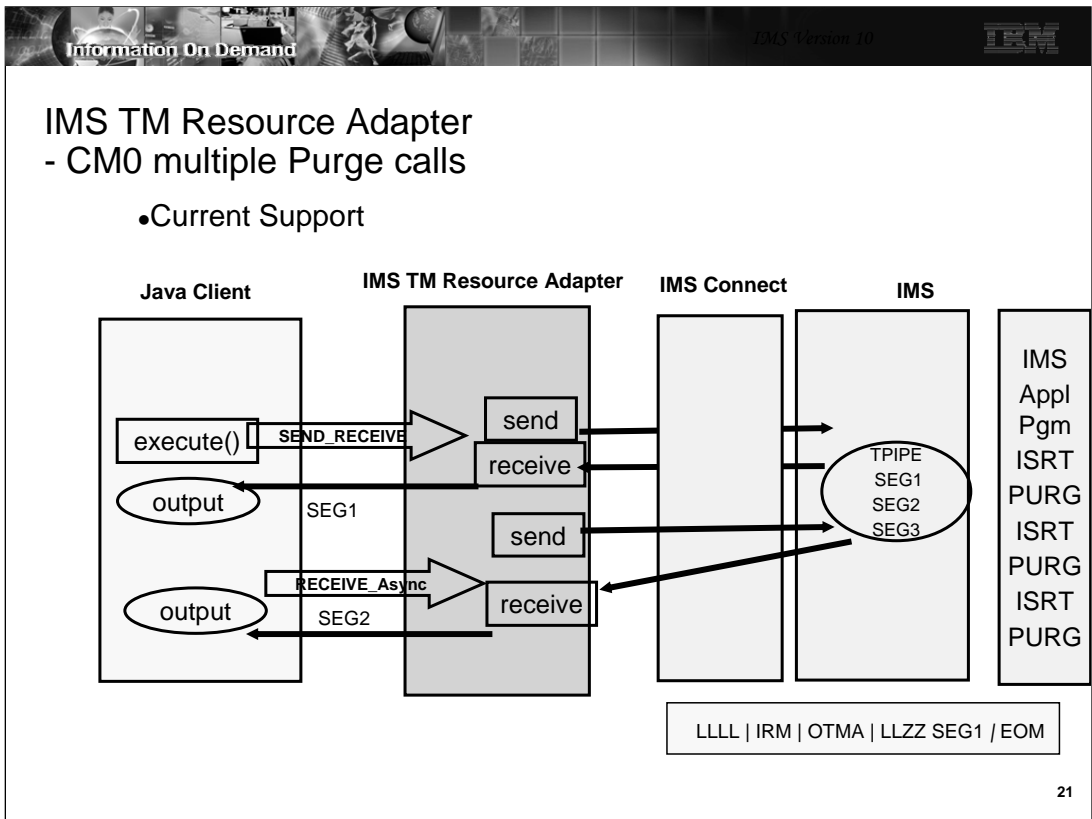 Information On Demand
IMS Version 10
IBM
IMS TM Resource Adapter
- CM0 multiple Purge calls
•Current Support
Java Client
IMS TM Resource Adapter
IMS Connect
IMS
execute()
SEND_RECEIVE
send
receive
output
SEG1
send
RECEIVE_Async
receive
output
SEG2
TPIPE
SEG1
SEG2
SEG3
IMS
Appl
Pgm
ISRT
PURG
ISRT
PURG
ISRT
PURG
LLLL | IRM | OTMA | LLZZ SEG1 / EOM
21